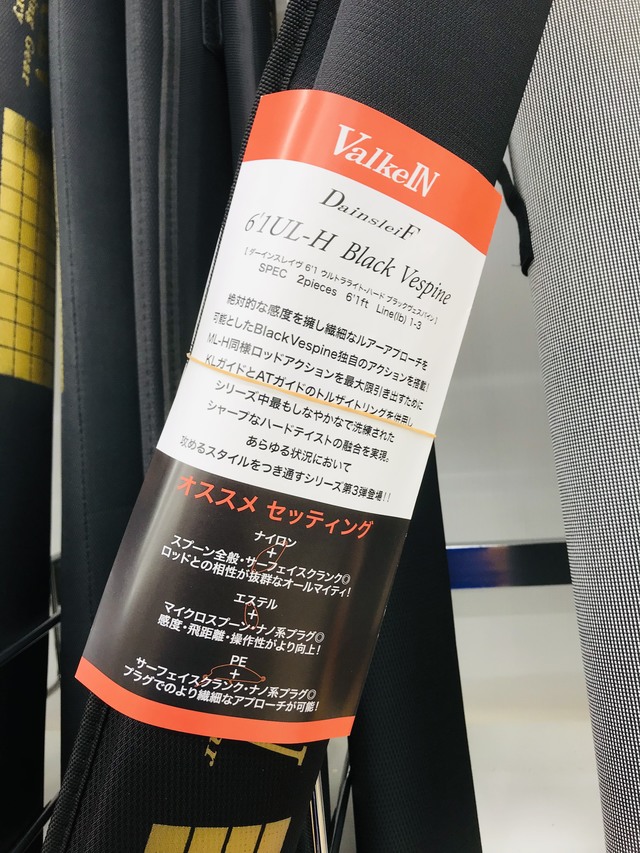 ValkeIN
DainsleiF
6'1UL-H Black Vespine
[ ダーインスレイヴ 6'1 ウルトラライト-ハード ブラックヴェスパイン ]
SPEC 2pieces 6'1ft Line(lb) 1-3
絶対的な感度を擁し繊細なルアーアプローチを
可能としたBlackVespine独自のアクションを搭載!
ML-H同様ロッドアクションを最大限引き出すために
KLガイドとATガイドのトルザイトリングを併用し
シリーズ中最もしなやかで洗練された
シャープなハードテイストの融合を実現。
あらゆる状況において
攻めるスタイルをつき通すシリーズ第3弾登場!!
オススメ セッティング
ナイロン
+
スプーン全般・サーフェイスクランク◎
ロッドとの相性が抜群なオールマイティ!
エステル
+
マイクロスプーン・ナノ系プラグ◎
感度・飛距離・操作性がより向上!
PE
+
サーフェイスクランク・ナノ系プラグ◎
プラグでのより繊細なアプローチが可能!
Gear